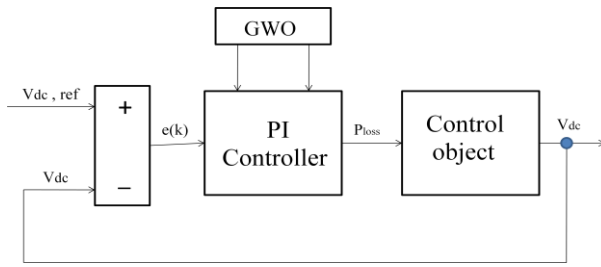 GWO
Vdc , ref
+
e(k)
PI
Controller
Ploss
Control
object
Vdc
Vdc
−